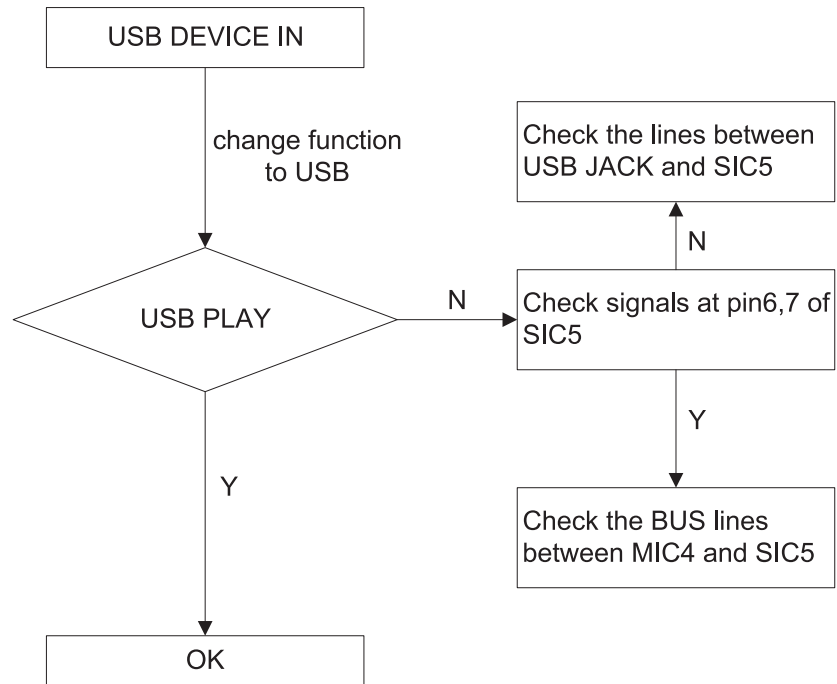 USB DEVICE IN
change function
to USB
USB PLAY
N
Check signals at pin6,7 of
SIC5
N
Check the lines between
USB JACK and SIC5
Y
Check the BUS lines
between MIC4 and SIC5
Y
OK